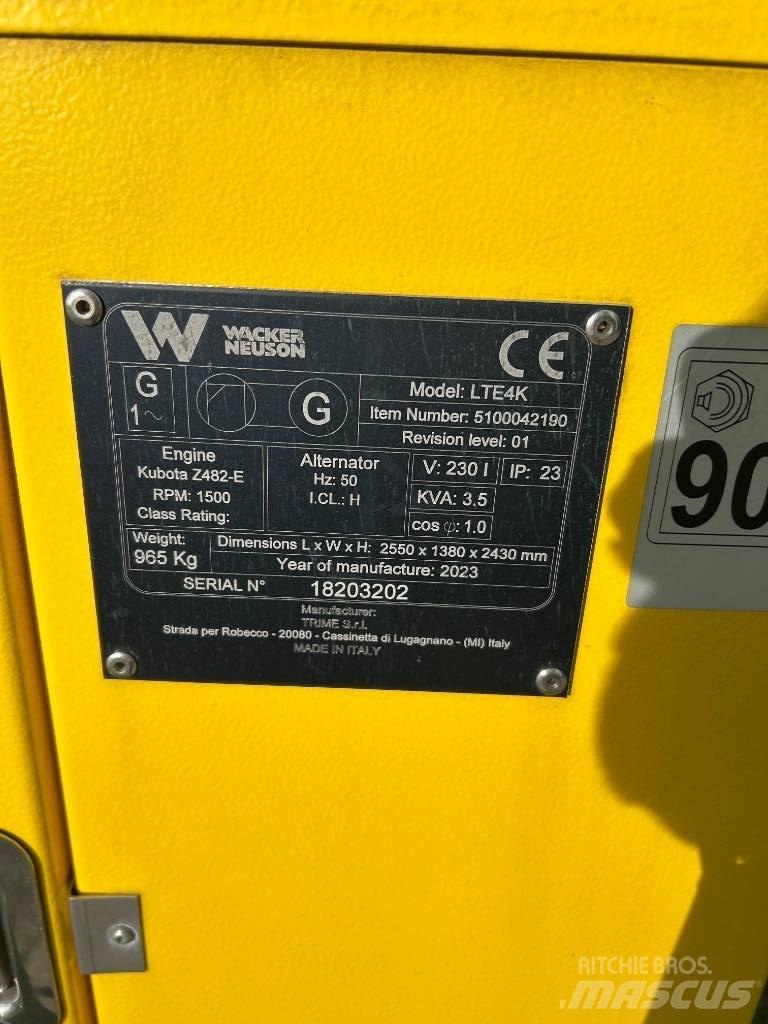 WACKER
NEUSON
CE
G
1~
G
Model: LTE4K
Item Number: 5100042190
Revision level: 01
Engine
Kubota Z482-E
RPM: 1500
Class Rating:
Alternator
Hz: 50
I.CL.: H
V: 230 I
IP: 23
KVA: 3.5
cos φ: 1.0
Weight:
965 Kg
Dimensions L x W x H: 2550 x 1380 x 2430 mm
Year of manufacture: 2023
SERIAL N° 18203202
Manufacturer:
TRIME S.r.l.
Strada per Robecco - 20080 - Cassinetta di Lugagnano - (MI) Italy
MADE IN ITALY
90
RITCHIE BROS.
MASCUS